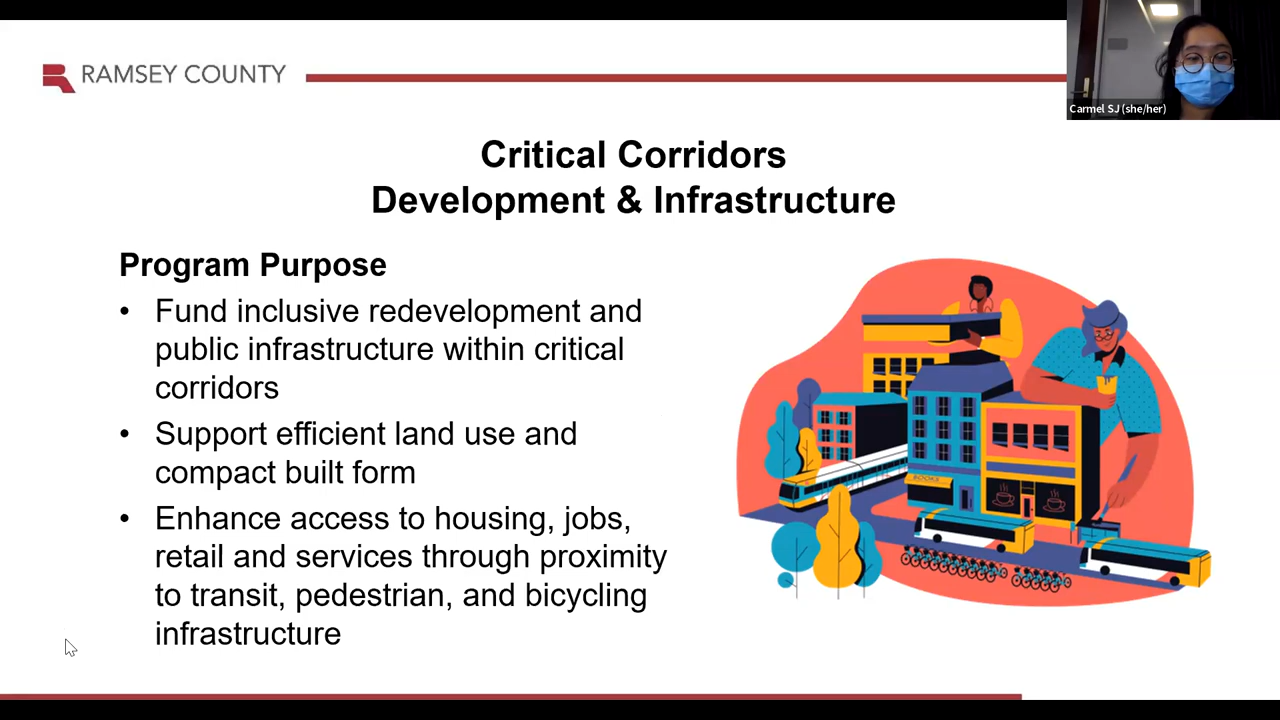 RAMSEY COUNTY
Carmel SJ (she/her)
Critical Corridors
Development & Infrastructure
Program Purpose
• Fund inclusive redevelopment and
public infrastructure within critical
corridors
• Support efficient land use and
compact built form
• Enhance access to housing, jobs,
retail and services through proximity
to transit, pedestrian, and bicycling
infrastructure
BOOKS